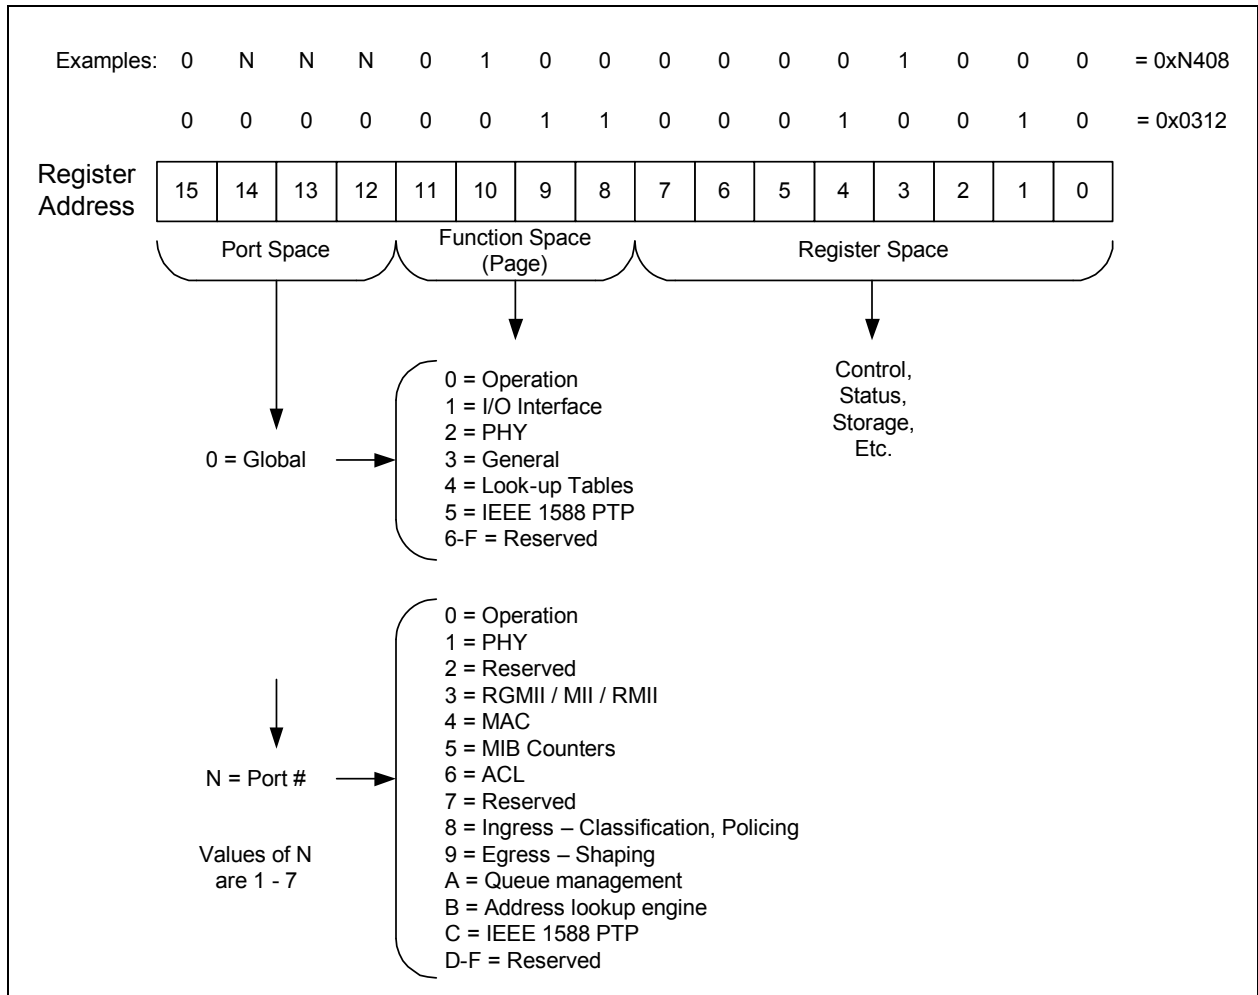 Examples: 0 N N N 0 1 0 0 0 0 0 0 1 0 0 0 = 0xN408
0 0 0 0 0 0 1 1 0 0 0 1 0 0 1 0 = 0x0312
Register
Address
15 14 13 12 11 10 9 8 7 6 5 4 3 2 1 0
Port Space
Function Space
(Page)
Register Space
0 = Global
0 = Operation
1 = I/O Interface
2 = PHY
3 = General
4 = Look-up Tables
5 = IEEE 1588 PTP
6-F = Reserved
Control,
Status,
Storage,
Etc.
N = Port #
Values of N
are 1 - 7
0 = Operation
1 = PHY
2 = Reserved
3 = RGMII / MII / RMII
4 = MAC
5 = MIB Counters
6 = ACL
7 = Reserved
8 = Ingress – Classification, Policing
9 = Egress – Shaping
A = Queue management
B = Address lookup engine
C = IEEE 1588 PTP
D-F = Reserved